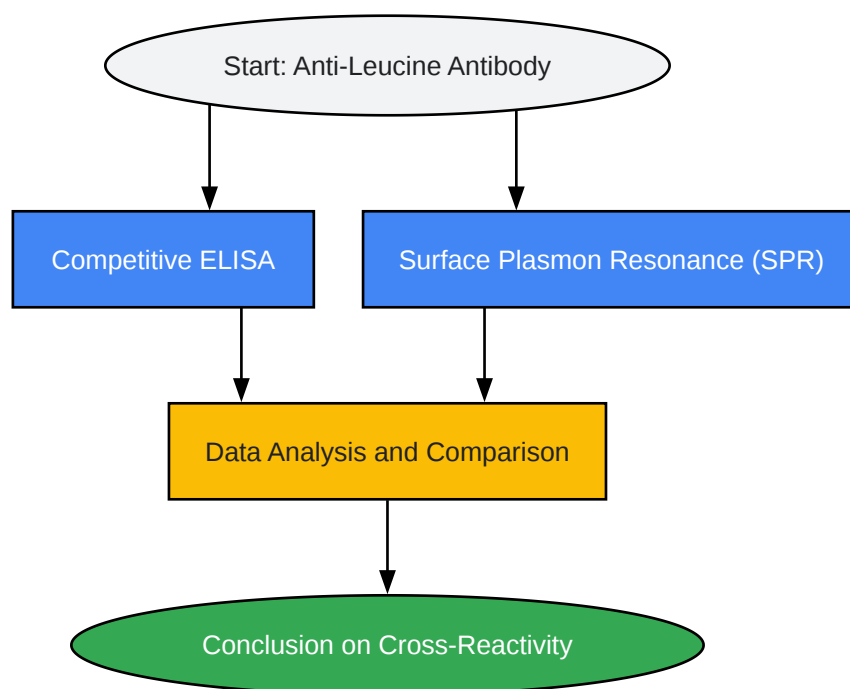 Start: Anti-Leucine Antibody
Competitive ELISA
Surface Plasmon Resonance (SPR)
Data Analysis and Comparison
Conclusion on Cross-Reactivity